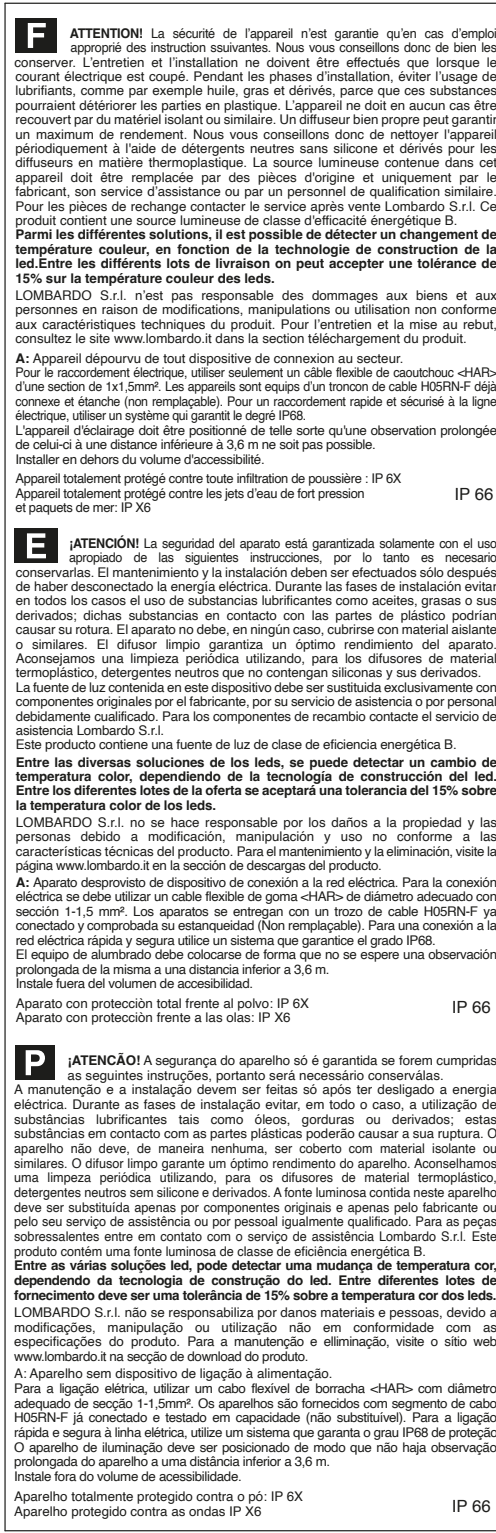 F ATTENTION! La sécurité de l'appareil n'est garantie qu'en cas d'emploi
approprié des instruction ssuivantes. Nous vous conseillons donc de bien les
conserver. L'entretien et l'installation ne doivent être effectués que lorsque le
courant électrique est coupé. Pendant les phases d'installation, éviter l'usage de
lubrifiants, comme par exemple huile, gras et dérivés, parce que ces substances
pourraient détériorer les parties en plastique. L'appareil ne doit en aucun cas être
recouvert par du matériel isolant ou similaire. Un diffuseur bien propre peut garantir
un maximum de rendement. Nous vous conseillons donc de nettoyer l'appareil
périodiquement à l'aide de détergents neutres sans silicone et dérivés pour les
diffuseurs en matière thermoplastique. La source lumineuse contenue dans cet
appareil doit être remplacée par des pièces d'origine et uniquement par le
fabricant, son service d'assistance ou par un personnel de qualification similaire.
Pour les pièces de rechange contacter le service après vente Lombardo S.r.l. Ce
produit contient une source lumineuse de classe d'efficacité énergétique B.
Parmi les différentes solutions, il est possible de détecter un changement de
température couleur, en fonction de la technologie de construction de la
led.Entre les différents lots de livraison on peut accepter une tolérance de
15% sur la température couleur des leds.
LOMBARDO S.r.l. n'est pas responsable des dommages aux biens et aux
personnes en raison de modifications, manipulations ou utilisation non conforme
aux caractéristiques techniques du produit. Pour l'entretien et la mise au rebut,
consultez le site www.lombardo.it dans la section téléchargement du produit.
A: Appareil dépourvu de tout dispositive de connexion au secteur.
Pour le raccordement électrique, utiliser seulement un câble flexible de caoutchouc <HAR>
d'une section de 1x1,5mm². Les appareils sont equips d'un troncon de cable H05RN-F déjà
connexe et étanche (non remplaçable). Pour un raccordement rapide et sécurisé à la ligne
électrique, utiliser un système qui garantit le degré IP68.
L'appareil d'éclairage doit être positionné de telle sorte qu'une observation prolongée
de celui-ci à une distance inférieure à 3,6 m ne soit pas possible.
Installer en dehors du volume d'accessibilité.
Appareil totalement protégé contre toute infiltration de poussière : IP 6X
Appareil totalement protégé contre les jets d'eau de fort pression
et paquets de mer: IP X6
IP 66
E ¡ATENCIÓN! La seguridad del aparato está garantizada solamente con el uso
apropiado de las siguientes instrucciones, por lo tanto es necesario
conservarlas. El mantenimiento y la instalación deben ser efectuados sólo después
de haber desconectado la energía eléctrica. Durante las fases de instalación evitar
en todos los casos el uso de substancias lubrificantes como aceites, grasas o sus
derivados; dichas substancias en contacto con las partes de plástico podrían
causar su rotura. El aparato no debe, en ningún caso, cubrirse con material aislante
o similares. El difusor limpio garantiza un óptimo rendimiento del aparato.
Aconsejamos una limpieza periódica utilizando, para los difusores de material
termoplástico, detergentes neutros que no contengan siliconas y sus derivados.
La fuente de luz contenida en este dispositivo debe ser sustituida exclusivamente con
componentes originales por el fabricante, por su servicio de asistencia o por personal
debidamente cualificado. Para los componentes de recambio contacte el servicio de
asistencia Lombardo S.r.l.
Este producto contiene una fuente de luz de clase de eficiencia energética B.
Entre las diversas soluciones de los leds, se puede detectar un cambio de
temperatura color, dependiendo de la tecnología de construcción del led.
Entre los diferentes lotes de la oferta se aceptará una tolerancia del 15% sobre
la temperatura color de los leds.
LOMBARDO S.r.l. no se hace responsable por los daños a la propiedad y las
personas debido a modificación, manipulación y uso no conforme a las
características técnicas del producto. Para el mantenimiento y la eliminación, visite la
página www.lombardo.it en la sección de descargas del producto.
A: Aparato desprovisto de dispositivo de conexión a la red eléctrica. Para la conexión
eléctrica se debe utilizar un cable flexible de goma <HAR> de diámetro adecuado con
sección 1-1,5 mm². Los aparatos se entregan con un trozo de cable H05RN-F ya
conectado y comprobada su estanqueidad (Non remplaçable). Para una conexión a la
red eléctrica rápida y segura utilice un sistema que garantice el grado IP68.
El equipo de alumbrado debe colocarse de forma que no se espere una observación
prolongada de la misma a una distancia inferior a 3,6 m.
Instale fuera del volumen de accesibilidad.
Aparato con protecciòn total frente al polvo: IP 6X
Aparato con protecciòn frente a las olas: IP X6
IP 66
P ¡ATENCÃO! A segurança do aparelho só é garantida se forem cumpridas
as seguintes instruções, portanto será necessário conserválas.
A manutenção e a instalação devem ser feitas só após ter desligado a energia
eléctrica. Durante as fases de instalação evitar, em todo o caso, a utilização de
substâncias lubrificantes tais como óleos, gorduras ou derivados; estas
substâncias em contacto com as partes plásticas poderão causar a sua ruptura. O
aparelho não deve, de maneira nenhuma, ser coberto com material isolante ou
similares. O difusor limpo garante um óptimo rendimento do aparelho. Aconselhamos
uma limpeza periódica utilizando, para os difusores de material termoplástico,
detergentes neutros sem silicone e derivados. A fonte luminosa contida neste aparelho
deve ser substituída apenas por componentes originais e apenas pelo fabricante ou
pelo seu serviço de assistência ou por pessoal igualmente qualificado. Para as peças
sobressalentes entre em contato com o serviço de assistência Lombardo S.r.l. Este
produto contém uma fonte luminosa de classe de eficiência energética B.
Entre as várias soluções led, pode detectar uma mudança de temperatura cor,
dependendo da tecnologia de construção do led. Entre diferentes lotes de
fornecimento deve ser uma tolerância de 15% sobre a temperatura cor dos leds.
LOMBARDO S.r.l. não se responsabiliza por danos materiais e pessoas, devido a
modificações, manipulação ou utilização não em conformidade com as
especificações do produto. Para a manutenção e elliminação, visite o sítio web
www.lombardo.it na secção de download do produto.
A: Aparelho sem dispositivo de ligação à alimentação.
Para a ligação elétrica, utilizar um cabo flexível de borracha <HAR> com diâmetro
adequado de secção 1-1,5mm². Os aparelhos são fornecidos com segmento de cabo
H05RN-F já conectado e testado em capacidade (não substituível). Para a ligação
rápida e segura à linha elétrica, utilize um sistema que garanta o grau IP68 de proteção
O aparelho de iluminação deve ser posicionado de modo que não haja observação
prolongada do aparelho a uma distância inferior a 3,6 m.
Instale fora do volume de acessibilidade.
Aparelho totalmente protegido contra o pó: IP 6X
Aparelho protegido contra as ondas IP X6
IP 66